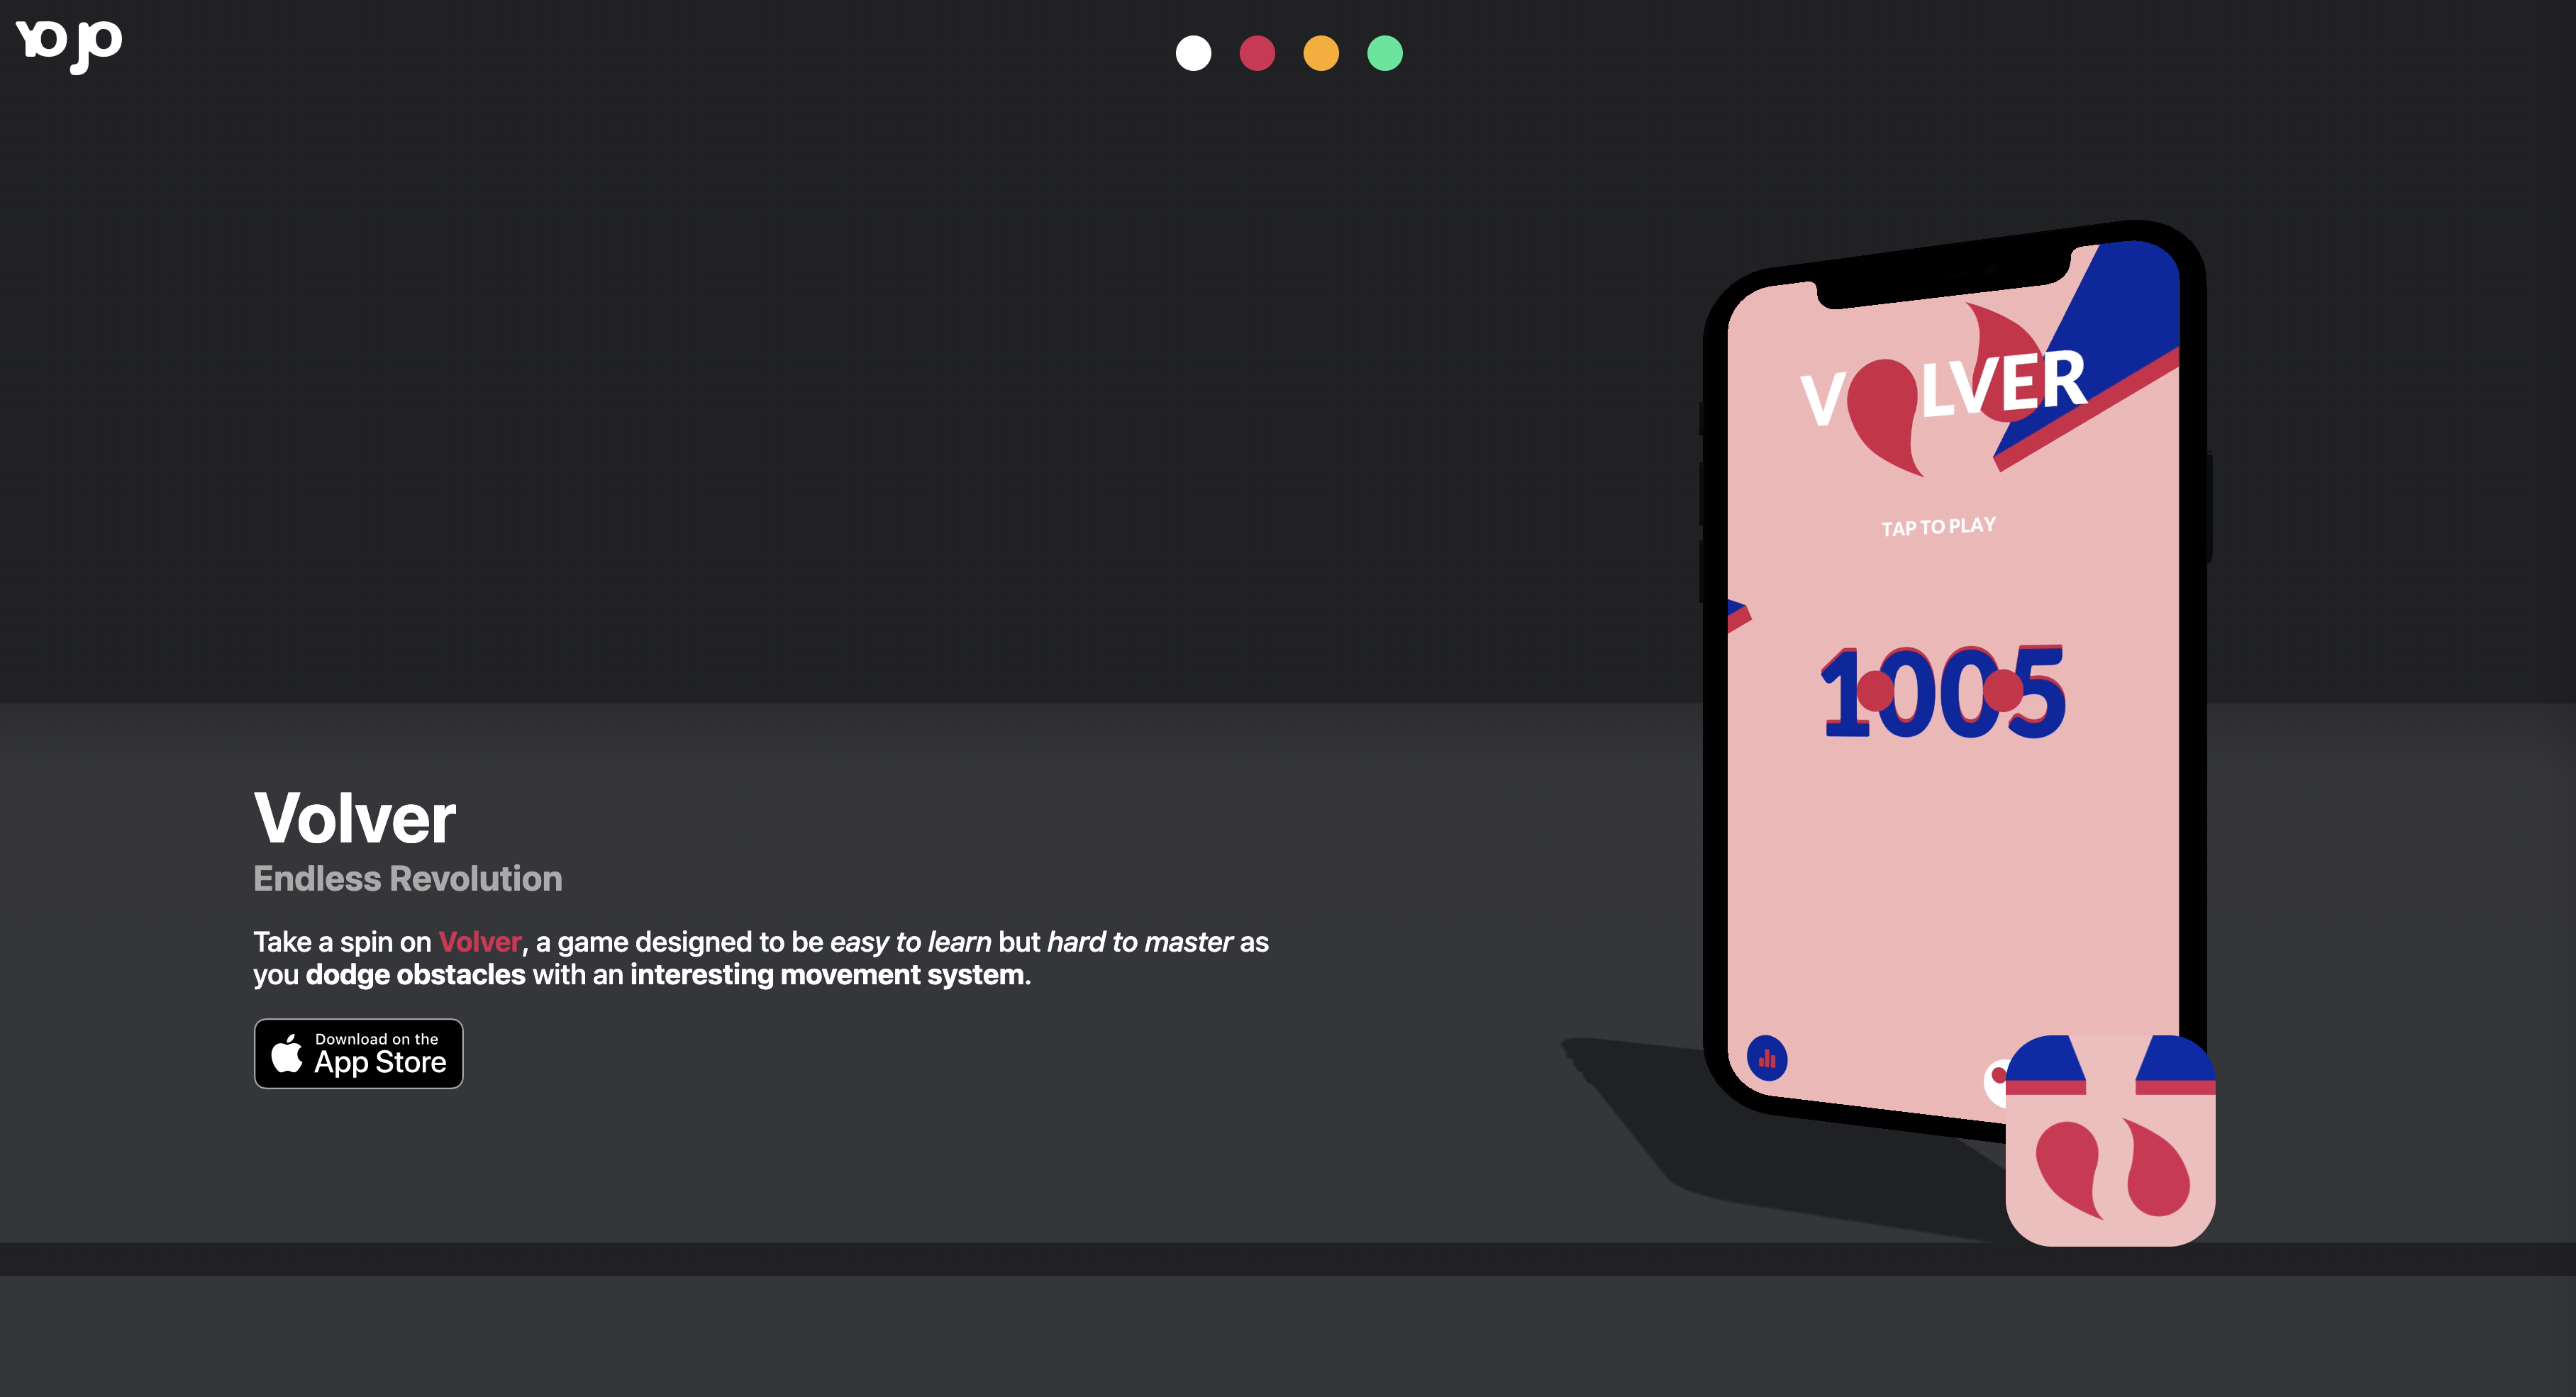 Yojo
VOLVER
TAP TO PLAY
1005
Volver
Endless Revolution
Take a spin on Volver, a game designed to be easy to learn but hard to master as
you dodge obstacles with an interesting movement system.
Download on the
App Store